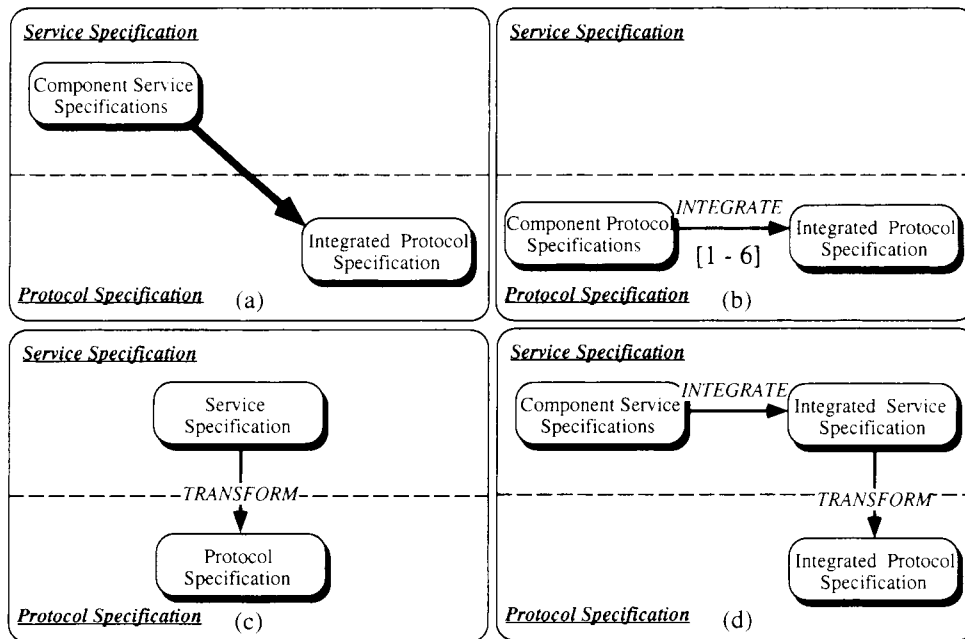 Service Specification
Component Service
Specifications
Integrated Protocol
Specification
Protocol Specification
(a)
Service Specification
Component Protocol
Specifications
INTEGRATE
[1 - 6]
Integrated Protocol
Specification
Protocol Specification
(b)
Service Specification
Service
Specification
TRANSFORM
Protocol
Specification
Protocol Specification
(c)
Service Specification
Component Service
Specifications
INTEGRATE
Integrated Service
Specification
TRANSFORM
Integrated Protocol
Specification
Protocol Specification
(d)